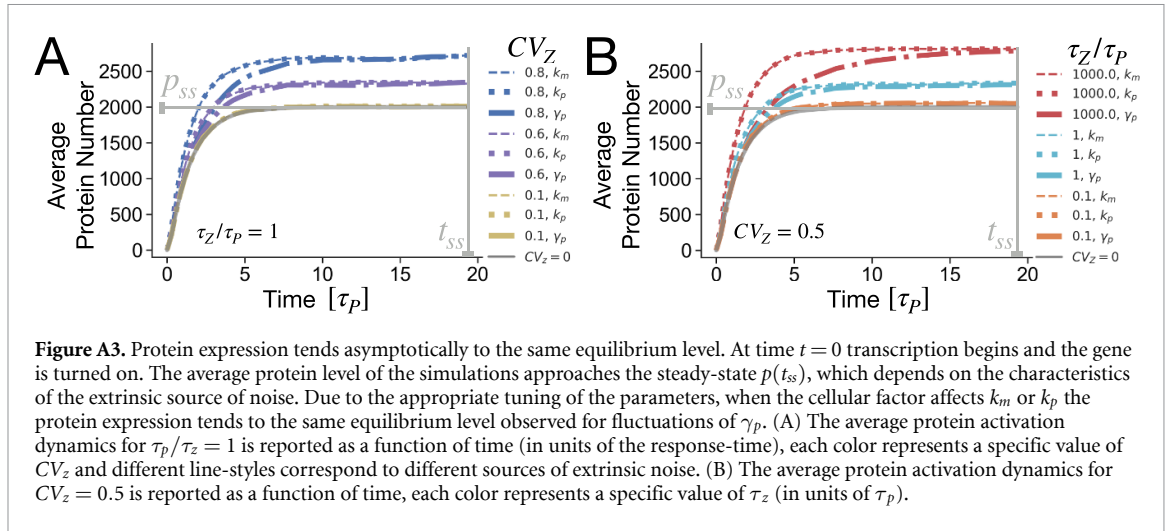 A
Average
Protein Number
2500
2000
1500
1000
500
0
p_ss
t_ss
τ_Z/τ_P = 1
0 5 10 15 20
Time [τ_P]
CV_Z
0.8, k_m
0.8, k_p
0.8, γ_p
0.6, k_m
0.6, k_p
0.6, γ_p
0.1, k_m
0.1, k_p
0.1, γ_p
CV_z = 0
B
Average
Protein Number
2500
2000
1500
1000
500
0
p_ss
t_ss
CV_Z = 0.5
0 5 10 15 20
Time [τ_P]
τ_Z/τ_P
1000.0, k_m
1000.0, k_p
1000.0, γ_p
1, k_m
1, k_p
1, γ_p
0.1, k_m
0.1, k_p
0.1, γ_p
CV_z = 0
Figure A3. Protein expression tends asymptotically to the same equilibrium level. At time t = 0 transcription begins and the gene
is turned on. The average protein level of the simulations approaches the steady-state p(t_ss), which depends on the characteristics
of the extrinsic source of noise. Due to the appropriate tuning of the parameters, when the cellular factor affects k_m or k_p the
protein expression tends to the same equilibrium level observed for fluctuations of γ_p. (A) The average protein activation
dynamics for τ_p/τ_z = 1 is reported as a function of time (in units of the response-time), each color represents a specific value of
CV_z and different line-styles correspond to different sources of extrinsic noise. (B) The average protein activation dynamics for
CV_z = 0.5 is reported as a function of time, each color represents a specific value of τ_z (in units of τ_p).